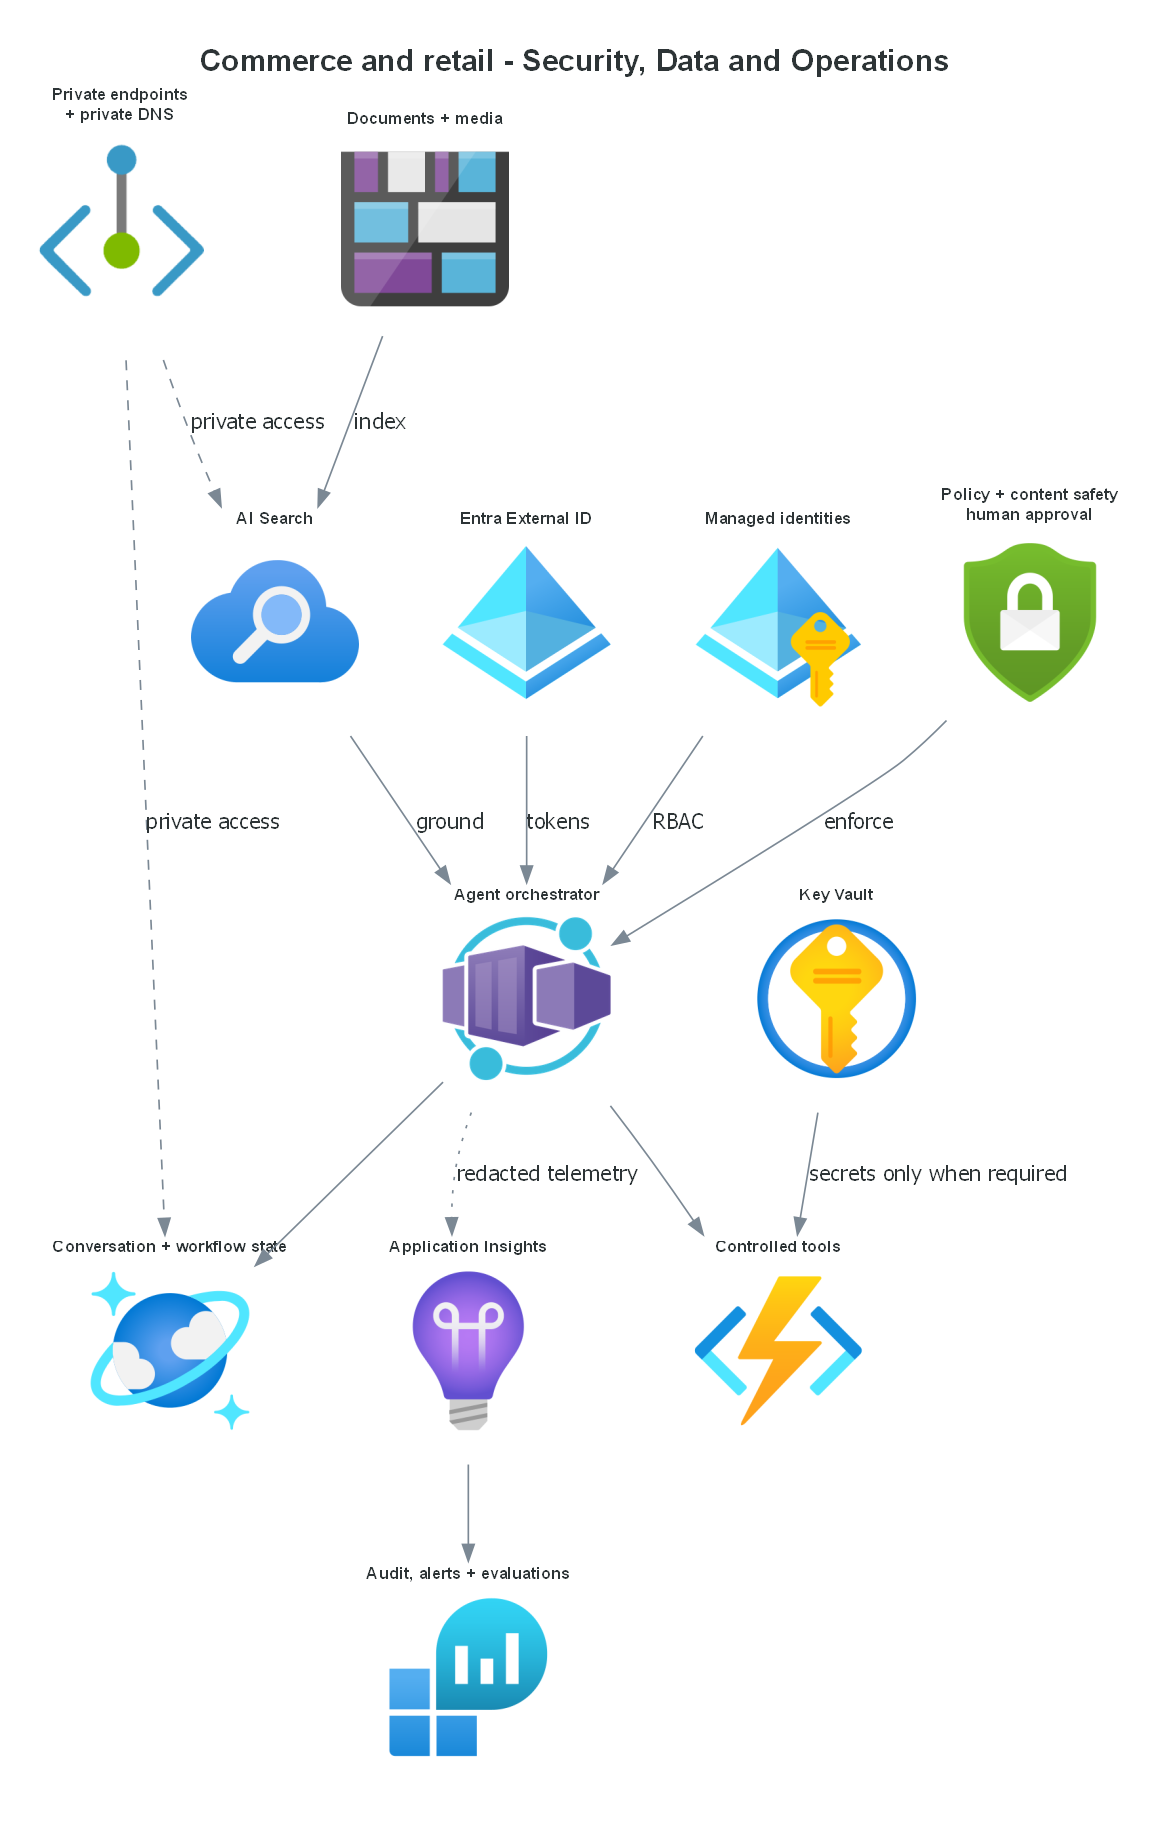 Commerce and retail - Security, Data and Operations
Private endpoints
+ private DNS
Documents + media
private access
index
Policy + content safety
human approval
AI Search
Entra External ID
Managed identities
private access
ground
tokens
RBAC
enforce
Agent orchestrator
Key Vault
redacted telemetry
secrets only when required
Conversation + workflow state
Application Insights
Controlled tools
Audit, alerts + evaluations